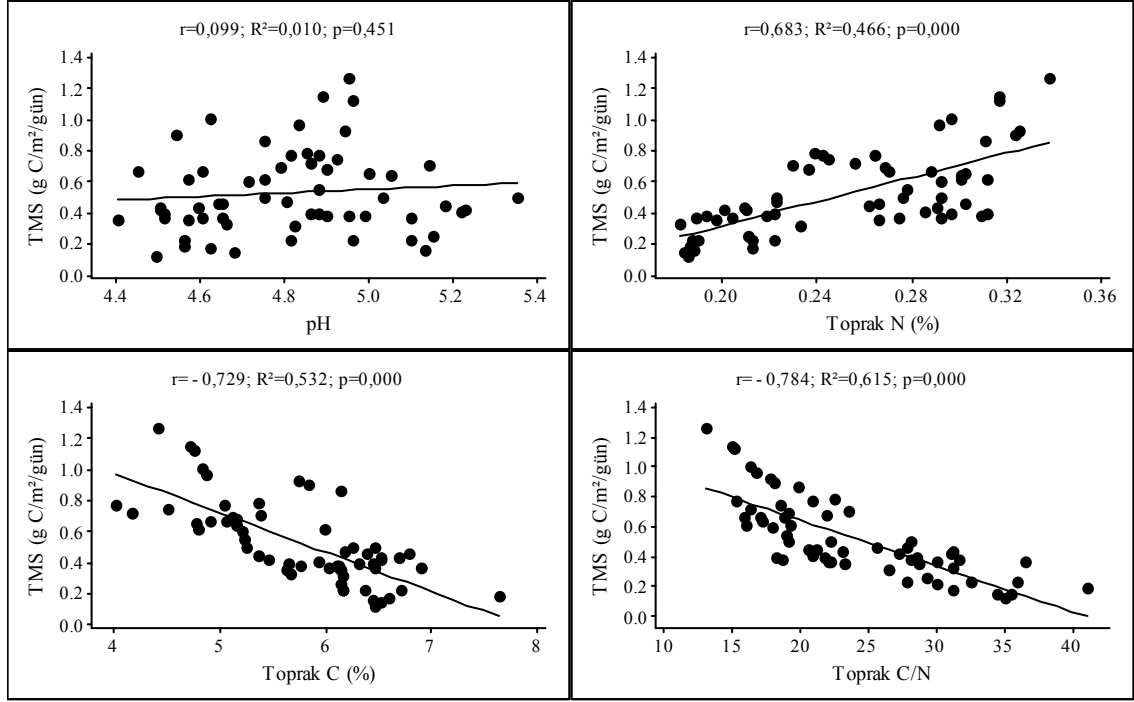 r=0,099; R²=0,010; p=0,451
TMS (g C/m²/gün)
1.4
1.2
1.0
0.8
0.6
0.4
0.2
0.0
4.4 4.6 4.8 5.0 5.2 5.4
pH
r=0,683; R²=0,466; p=0,000
TMS (g C/m²/gün)
1.4
1.2
1.0
0.8
0.6
0.4
0.2
0.0
0.20 0.24 0.28 0.32 0.36
Toprak N (%)
r= - 0,729; R²=0,532; p=0,000
TMS (g C/m²/gün)
1.4
1.2
1.0
0.8
0.6
0.4
0.2
0.0
4 5 6 7 8
Toprak C (%)
r= - 0,784; R²=0,615; p=0,000
TMS (g C/m²/gün)
1.4
1.2
1.0
0.8
0.6
0.4
0.2
0.0
10 15 20 25 30 35 40
Toprak C/N